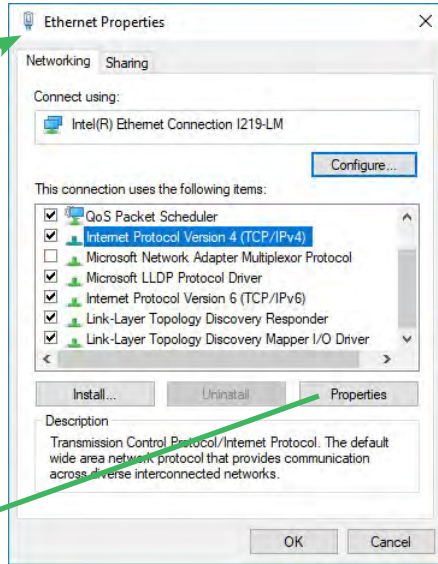 Ethernet Properties
Networking Sharing
Connect using:
Intel(R) Ethernet Connection I219-LM
Configure...
This connection uses the following items:
QoS Packet Scheduler
Internet Protocol Version 4 (TCP/IPv4)
Microsoft Network Adapter Multiplexor Protocol
Microsoft LLDP Protocol Driver
Internet Protocol Version 6 (TCP/IPv6)
Link-Layer Topology Discovery Responder
Link-Layer Topology Discovery Mapper I/O Driver
Install... Uninstall Properties
Description
Transmission Control Protocol/Internet Protocol. The default
wide area network protocol that provides communication
across diverse interconnected networks.
OK Cancel